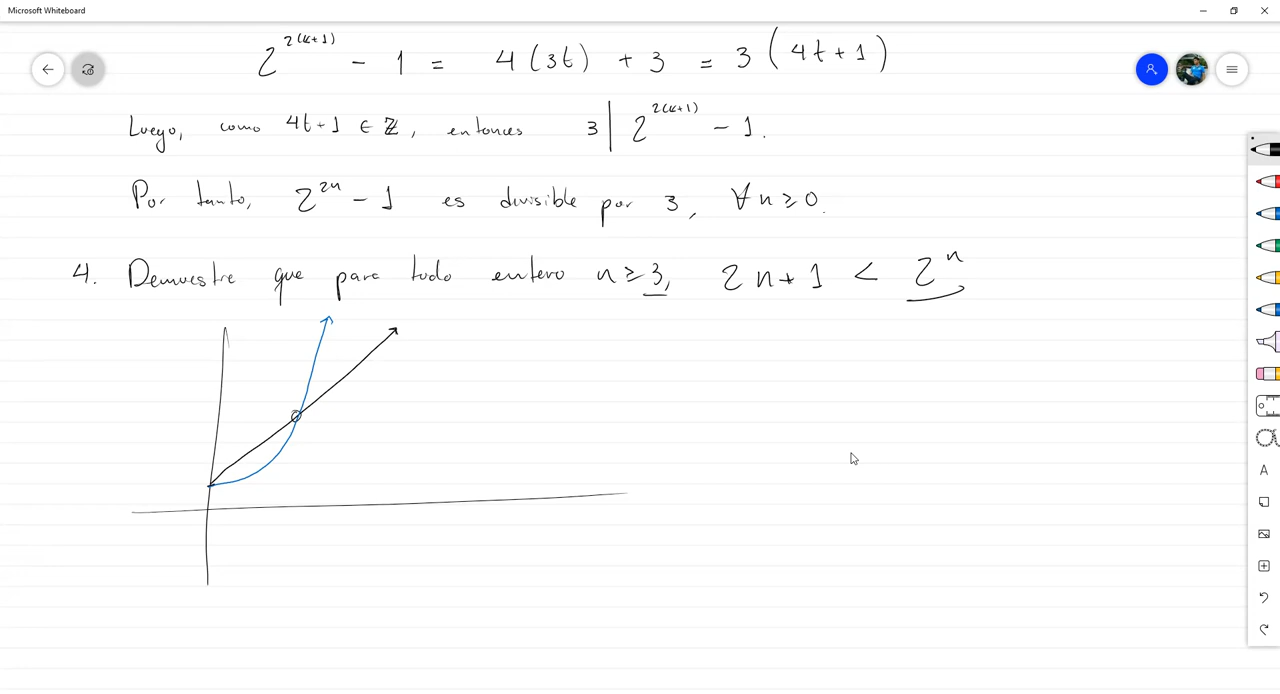 Microsoft Whiteboard
2^{2(k+1)} - 1 = 4(3t) + 3 = 3(4t+1)
Luego, como 4t+1 ∈ ℤ, entonces 3 | 2^{2(k+1)} - 1.
Por tanto, 2^{2n} - 1 es divisible por 3, ∀n ≥ 0.
4. Demuestre que para todo entero n ≥ 3, 2n+1 < 2^n
A